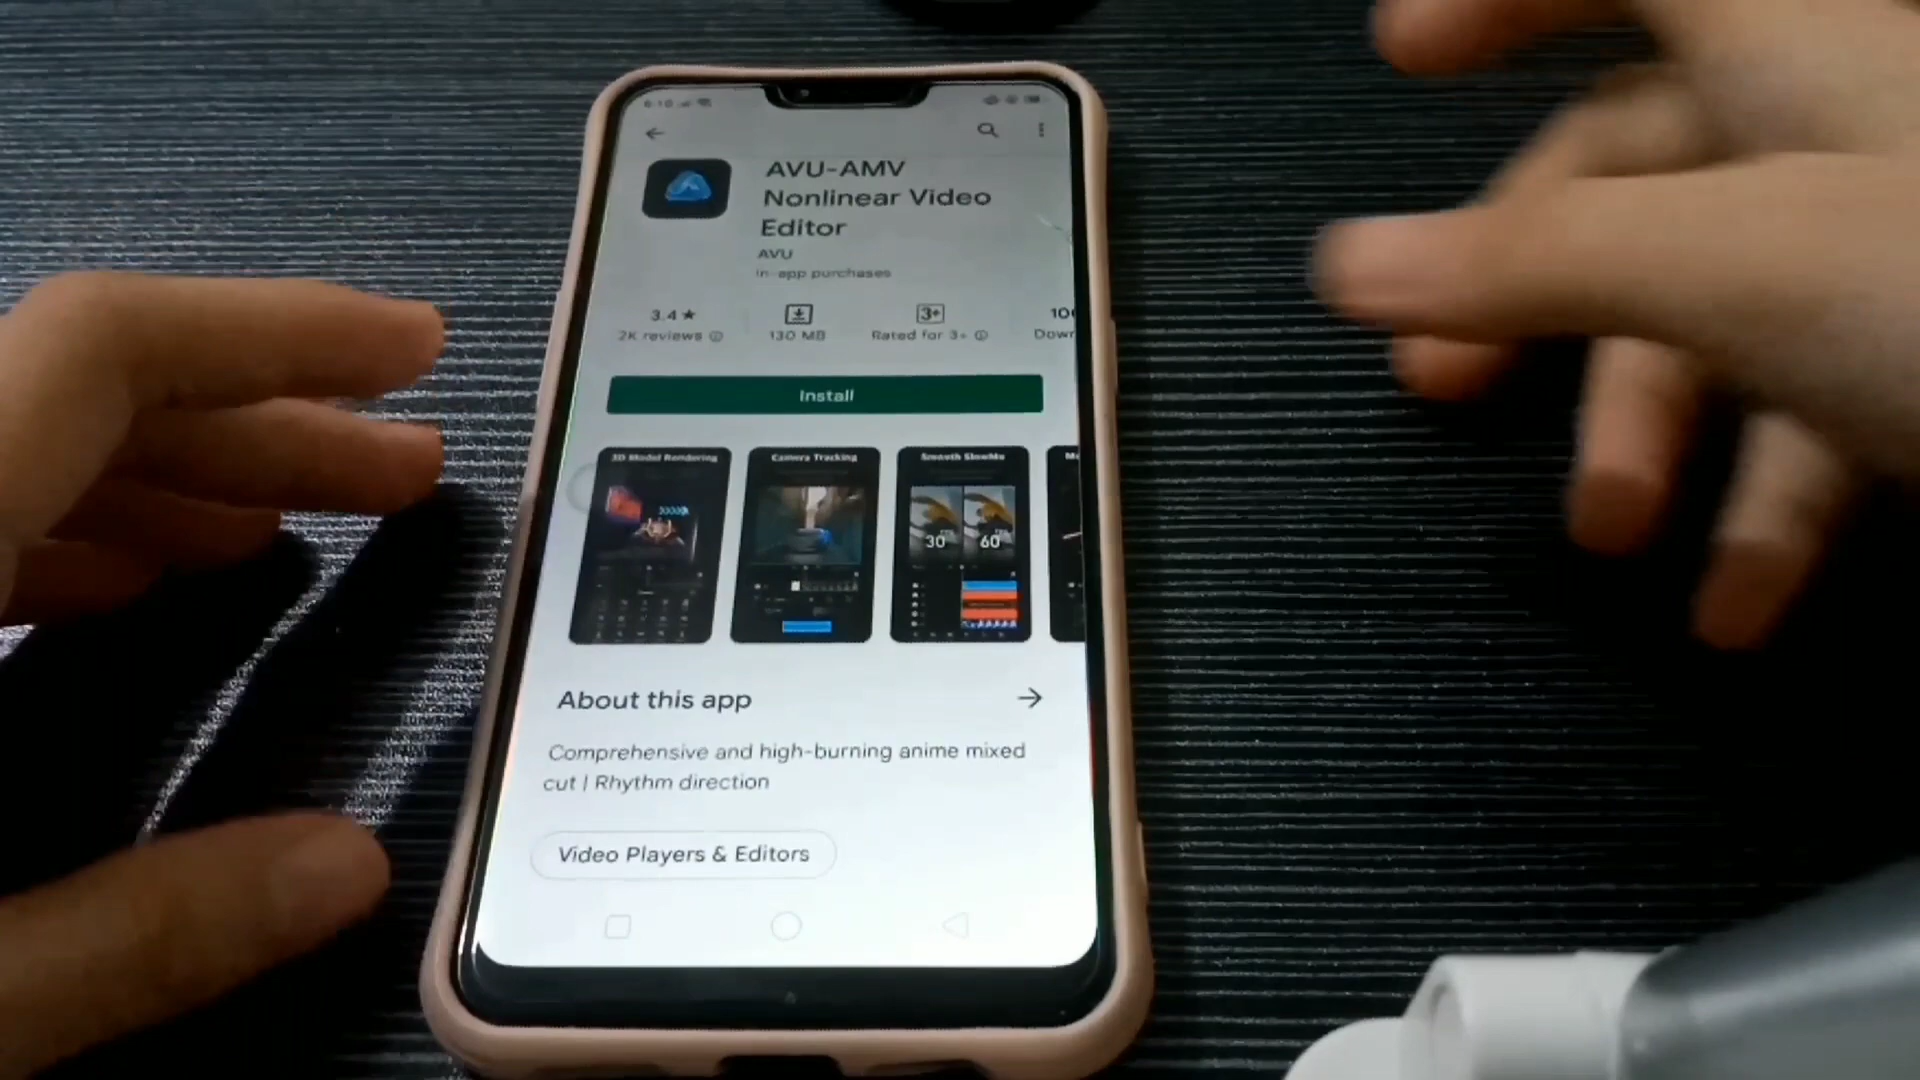 6:10
AVU-AMV
Nonlinear Video
Editor
AVU
In-app purchases
3.4★
2K reviews
130 MB
3+
Rated for 3+
Install
3D Model Rendering
Camera Tracking
Smooth SlowMo
30
60
About this app
Comprehensive and high-burning anime mixed
cut | Rhythm direction
Video Players & Editors